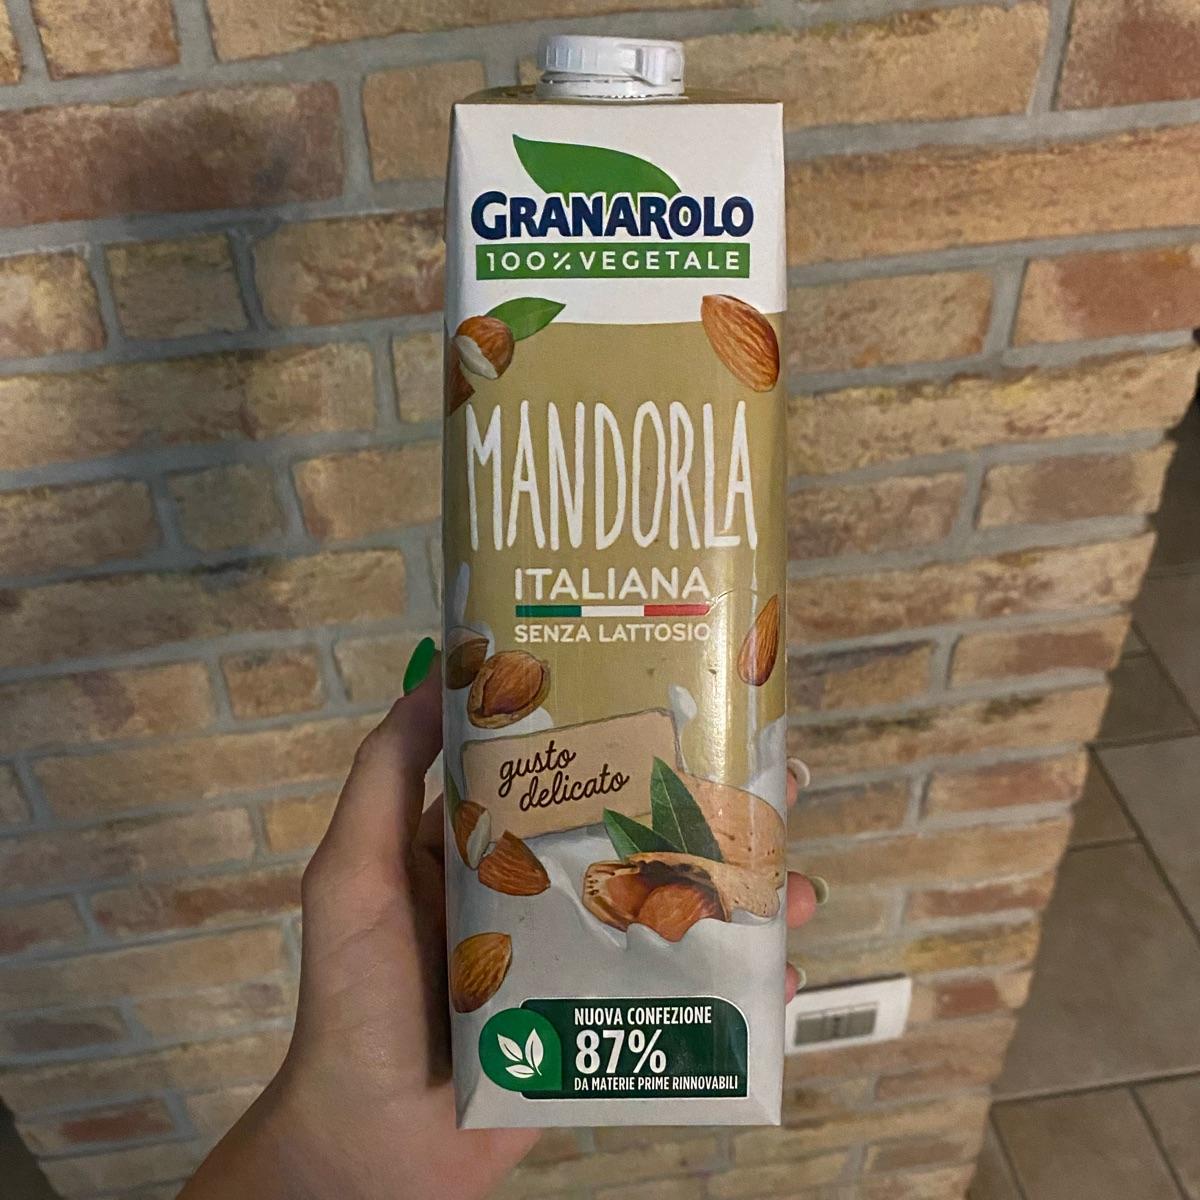 GRANAROLO
100% VEGETALE
MANDORLA
ITALIANA
SENZA LATTOSIO
gusto
delicato
NUOVA CONFEZIONE
87%
DA MATERIE PRIME RINNOVABILI